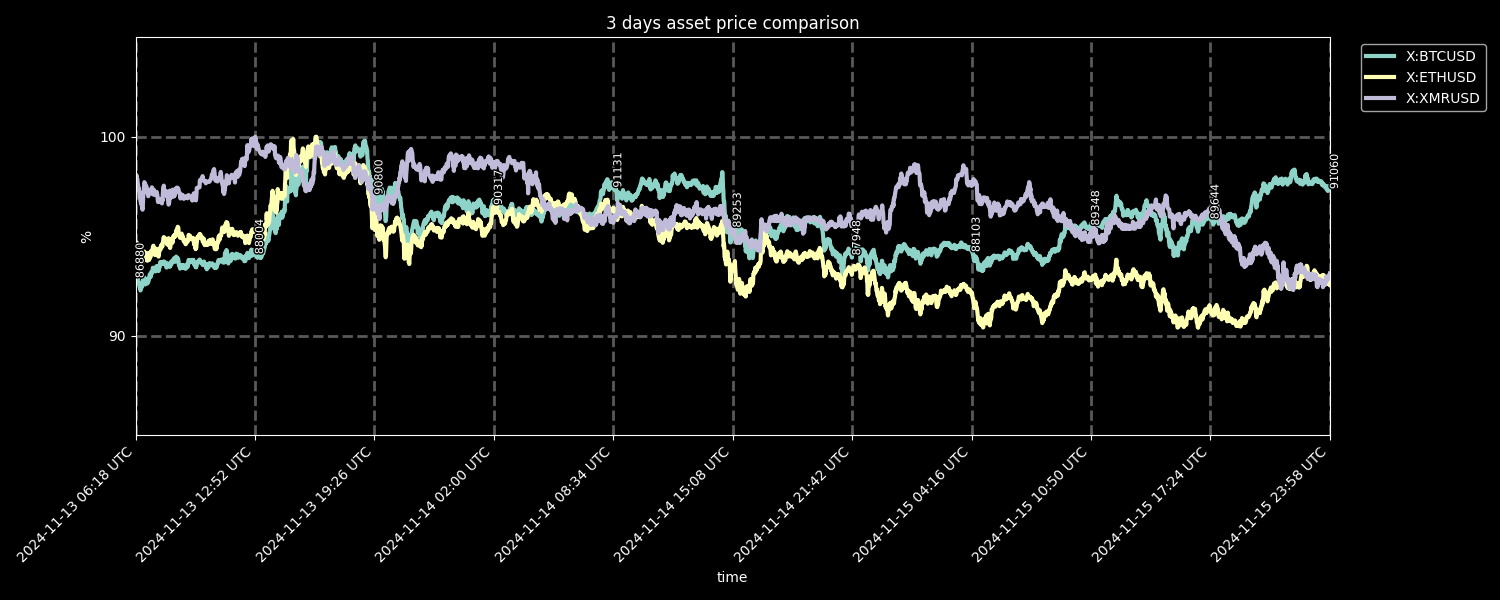 3 days asset price comparison
X:BTCUSD
X:ETHUSD
X:XMRUSD
%
100
90
86880
88004
90800
90317
91131
89253
87948
88103
89348
89644
91060
2024-11-13 06:18 UTC
2024-11-13 12:52 UTC
2024-11-13 19:26 UTC
2024-11-14 02:00 UTC
2024-11-14 08:34 UTC
2024-11-14 15:08 UTC
2024-11-14 21:42 UTC
2024-11-15 04:16 UTC
2024-11-15 10:50 UTC
2024-11-15 17:24 UTC
2024-11-15 23:58 UTC
time